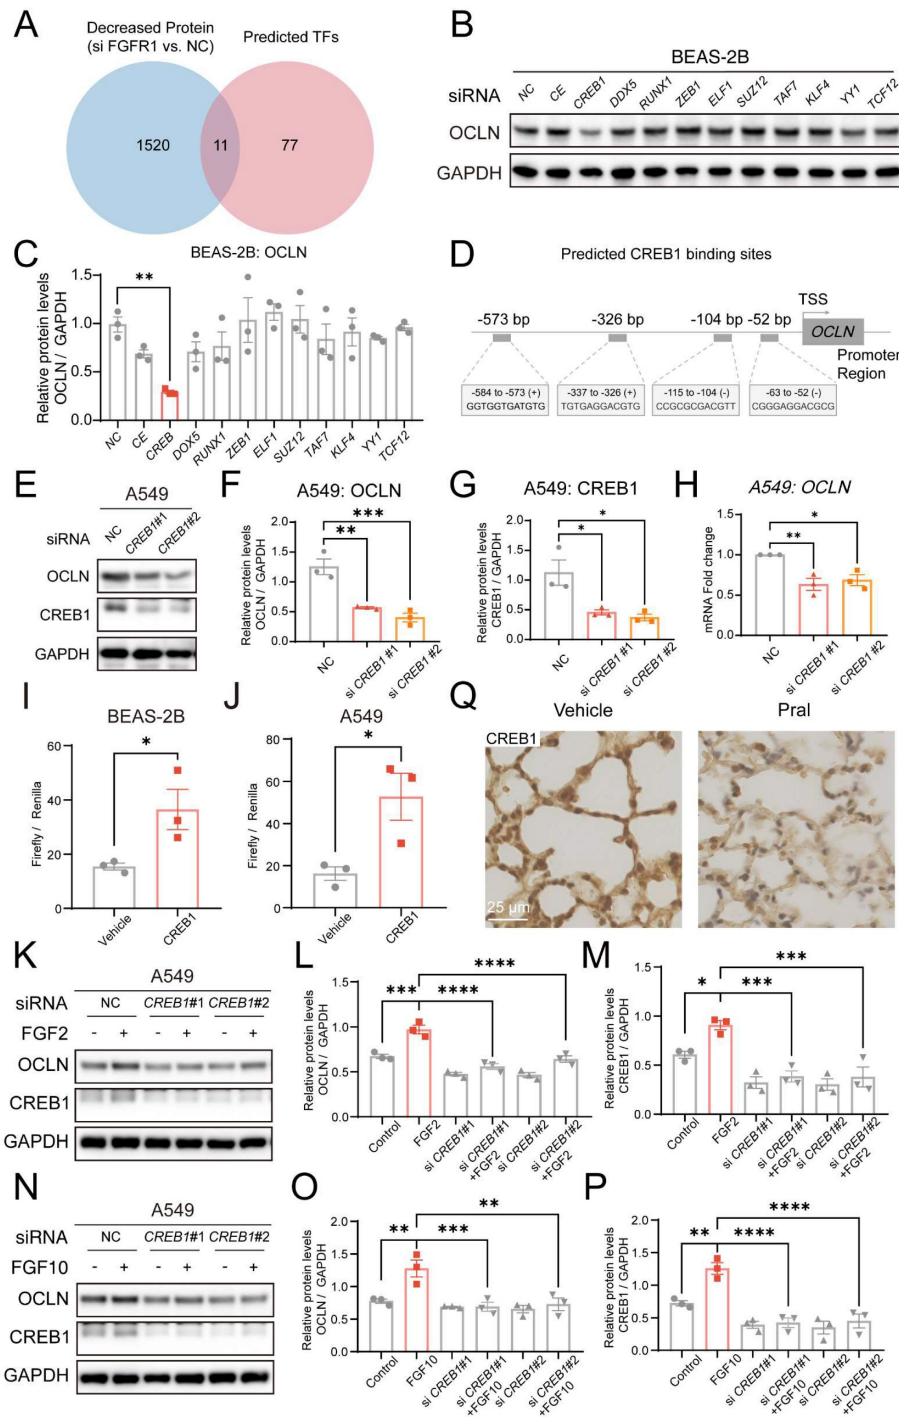 A
Decreased Protein
(si FGFR1 vs. NC)
Predicted TFs
1520
11
77
B
BEAS-2B
siRNA
NC
CE
CREB1
DDX5
RUNX1
ZEB1
ELF1
SUZ12
TAF7
KLF4
YY1
TCF12
OCLN
GAPDH
C
BEAS-2B: OCLN
Relative protein levels
OCLN / GAPDH
1.5
1.0
0.5
0.0
**
NC
CE
CREB
DOX5
RUNX1
ZEB1
ELF1
SUZ12
TAF7
KLF4
YY1
TCF12
D
Predicted CREB1 binding sites
TSS
-573 bp
-326 bp
-104 bp
-52 bp
OCLN
Promoter
Region
-584 to -573 (+)
GGTGGTGATGTG
-337 to -326 (+)
TGTGAGGACGTG
-115 to -104 (-)
CCGCGCGACGTT
-63 to -52 (-)
CGGGAGGACGCG
E
A549
siRNA
NC
CREB1#1
CREB1#2
OCLN
CREB1
GAPDH
F
A549: OCLN
Relative protein levels
OCLN / GAPDH
2.0
1.5
1.0
0.5
0.0
***
**
NC
si CREB1 #1
si CREB1 #2
G
A549: CREB1
Relative protein levels
CREB1 / GAPDH
2.0
1.5
1.0
0.5
0.0
*
*
NC
si CREB1 #1
si CREB1 #2
H
A549: OCLN
mRNA Fold change
1.5
1.0
0.5
0.0
*
**
NC
si CREB1 #1
si CREB1 #2
I
BEAS-2B
Firefly / Renilla
60
40
20
0
*
Vehicle
CREB1
J
A549
Firefly / Renilla
80
60
40
20
0
*
Vehicle
CREB1
Q
Vehicle
Pral
CREB1
25 μm
K
A549
siRNA
NC
CREB1#1
CREB1#2
FGF2
- + - + - +
OCLN
CREB1
GAPDH
L
Relative protein levels
OCLN / GAPDH
1.5
1.0
0.5
0.0
****
*** ****
Control
FGF2
si CREB1#1
si CREB1#1
+FGF2
si CREB1#2
si CREB1#2
+FGF2
M
Relative protein levels
CREB1 / GAPDH
1.5
1.0
0.5
0.0
***
* ***
Control
FGF2
si CREB1#1
si CREB1#1
+FGF2
si CREB1#2
si CREB1#2
+FGF2
N
A549
siRNA
NC
CREB1#1
CREB1#2
FGF10
- + - + - +
OCLN
CREB1
GAPDH
O
Relative protein levels
OCLN / GAPDH
2.0
1.5
1.0
0.5
0.0
**
** ***
Control
FGF10
si CREB1#1
si CREB1#1
+FGF10
si CREB1#2
si CREB1#2
+FGF10
P
Relative protein levels
CREB1 / GAPDH
2.0
1.5
1.0
0.5
0.0
****
** ****
Control
FGF10
si CREB1#1
si CREB1#1
+FGF10
si CREB1#2
si CREB1#2
+FGF10